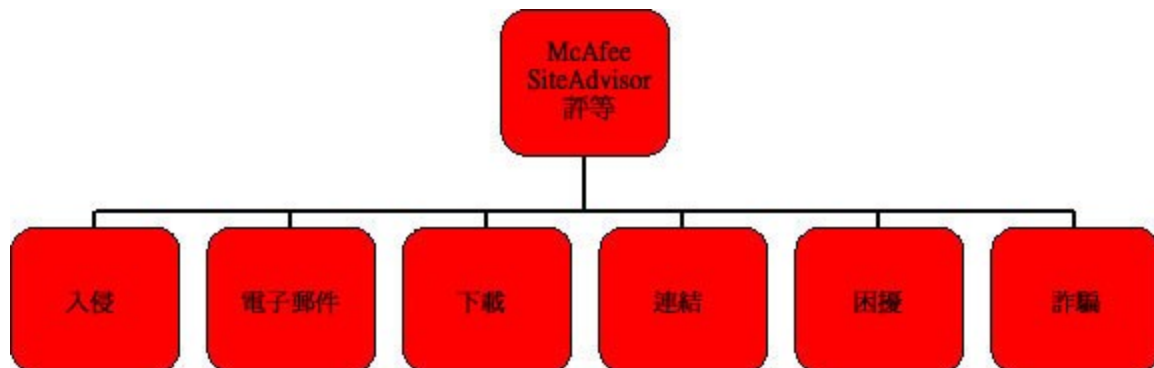 McAfee
SiteAdvisor
評等
入侵
電子郵件
下載
連結
困擾
詐騙